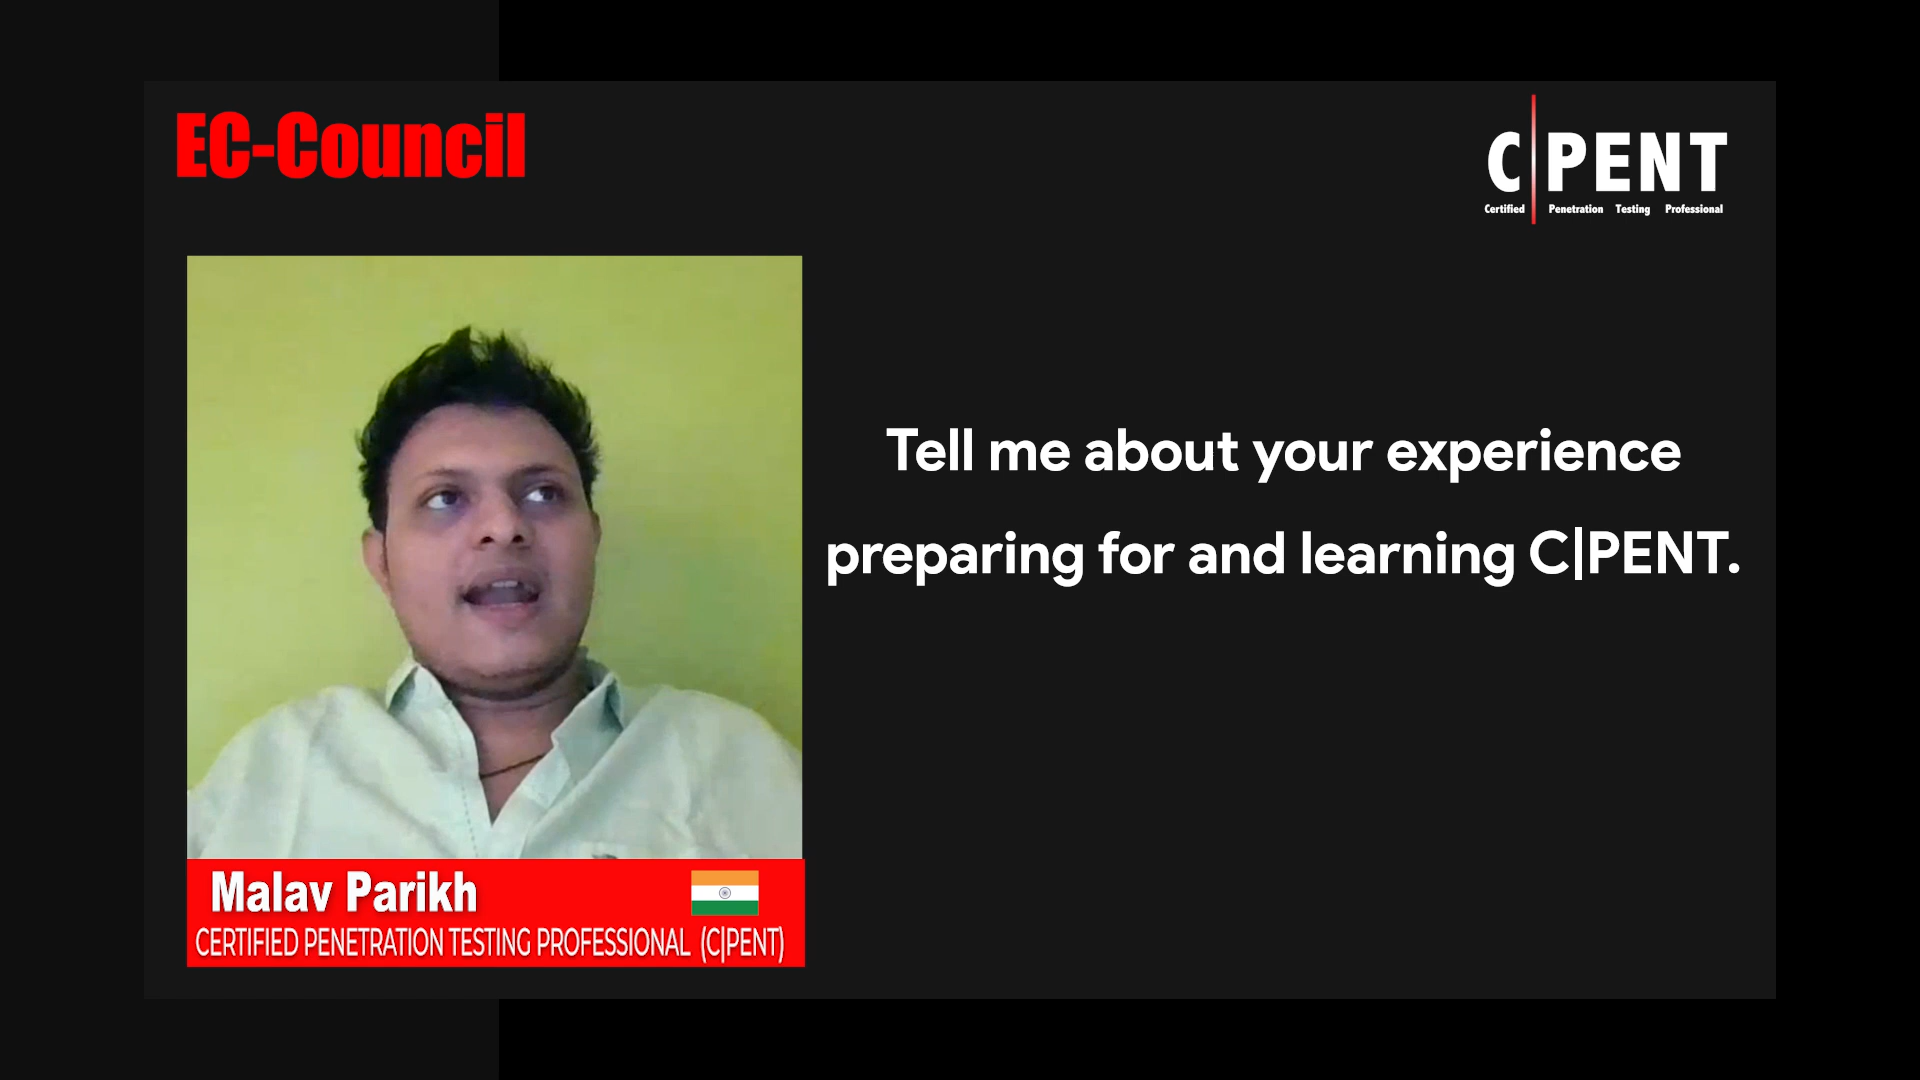 EC-Council
C|PENT
Certified Penetration Testing Professional
Tell me about your experience
preparing for and learning C|PENT.
Malav Parikh
CERTIFIED PENETRATION TESTING PROFESSIONAL (C|PENT)